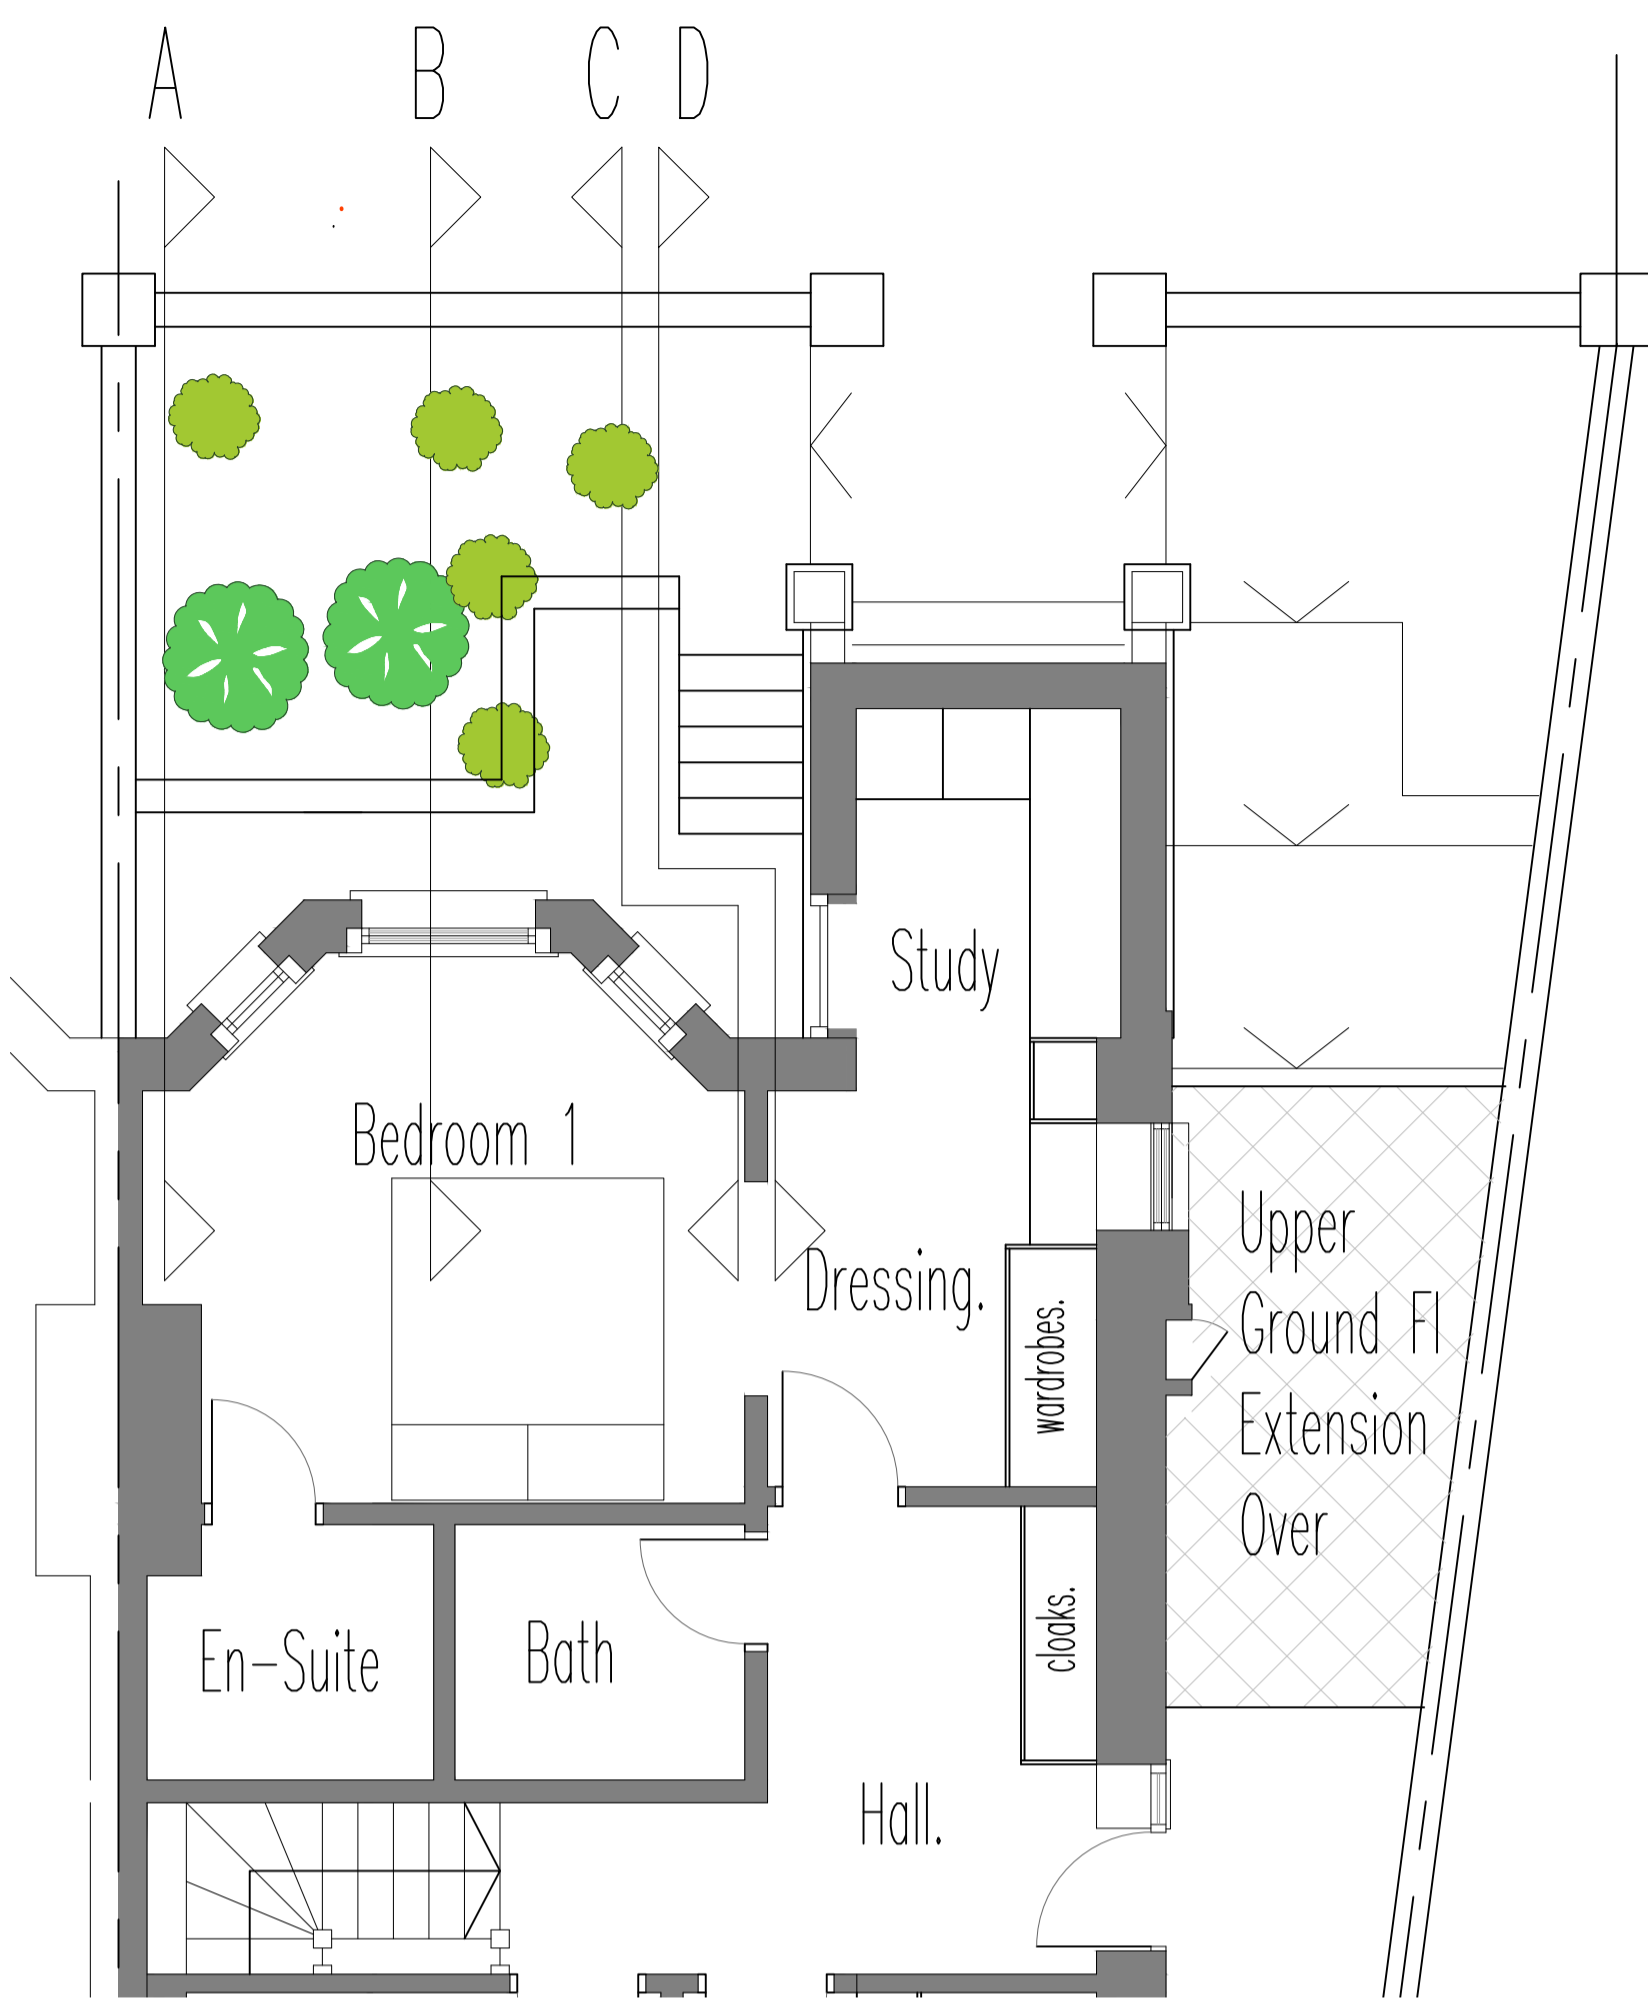 A B C D
Study
Bedroom 1
Dressing.
wardrobes.
Upper
Ground Fl
Extension
Over
En-Suite
Bath
cloaks.
Hall.